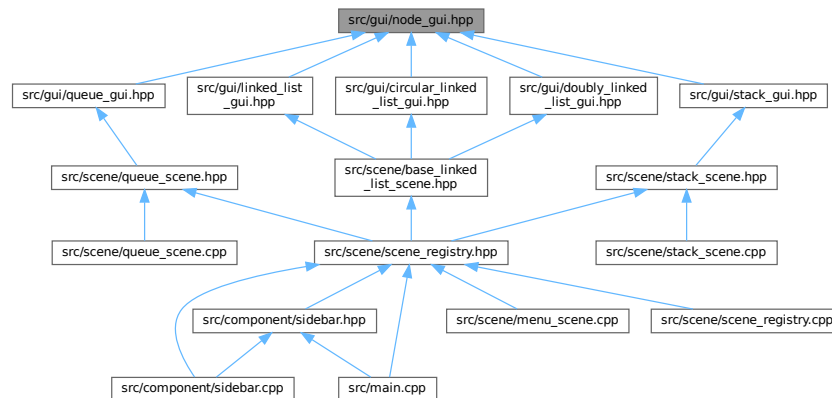 src/gui/node_gui.hpp
src/gui/queue_gui.hpp
src/gui/linked_list
_gui.hpp
src/gui/circular_linked
_list_gui.hpp
src/gui/doubly_linked
_list_gui.hpp
src/gui/stack_gui.hpp
src/scene/queue_scene.hpp
src/scene/base_linked
_list_scene.hpp
src/scene/stack_scene.hpp
src/scene/queue_scene.cpp
src/scene/scene_registry.hpp
src/scene/stack_scene.cpp
src/component/sidebar.hpp
src/scene/menu_scene.cpp
src/scene/scene_registry.cpp
src/component/sidebar.cpp
src/main.cpp